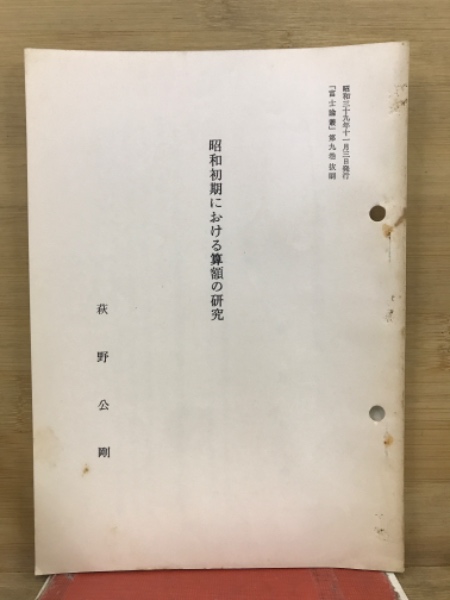 昭和三十九年十一月三日発行
『富士論叢』第九巻抜刷
昭和初期における算額の研究
萩野公剛